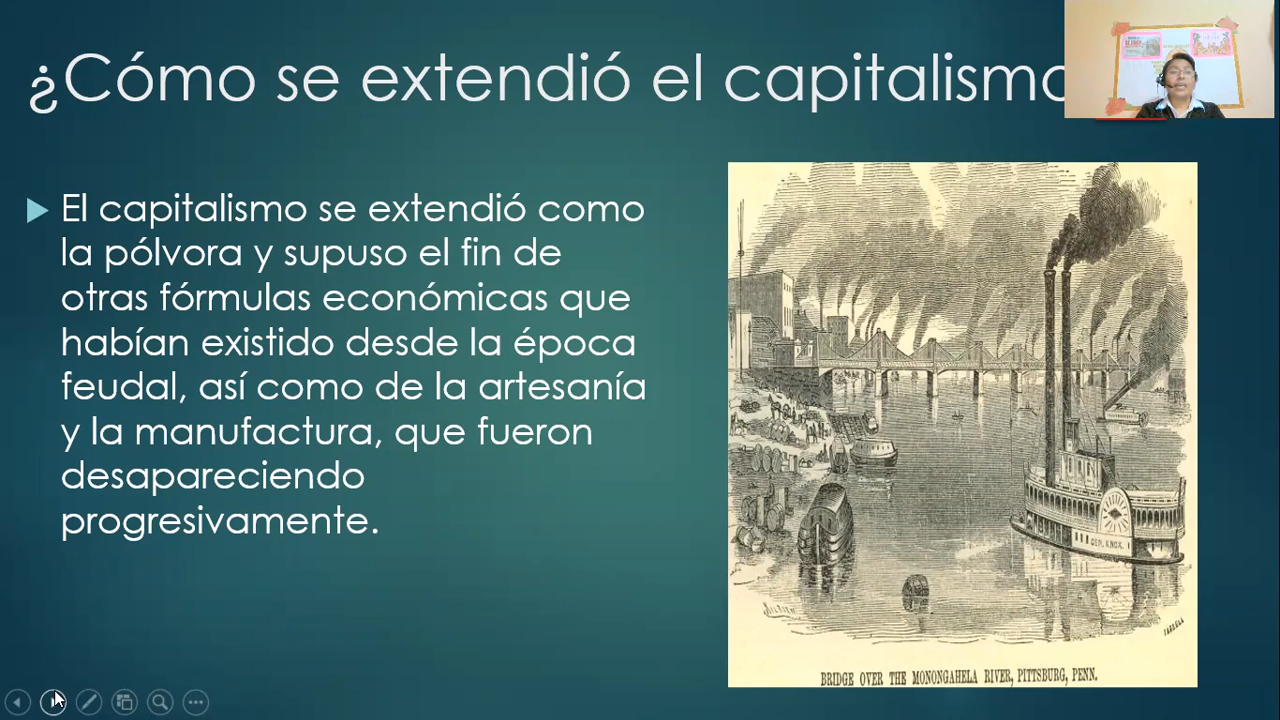 ¿Cómo se extendió el capitalismo
El capitalismo se extendió como
la pólvora y supuso el fin de
otras fórmulas económicas que
habían existido desde la época
feudal, así como de la artesanía
y la manufactura, que fueron
desapareciendo
progresivamente.
GEN. KNOX.
BRIDGE OVER THE MONONGAHELA RIVER, PITTSBURG, PENN.